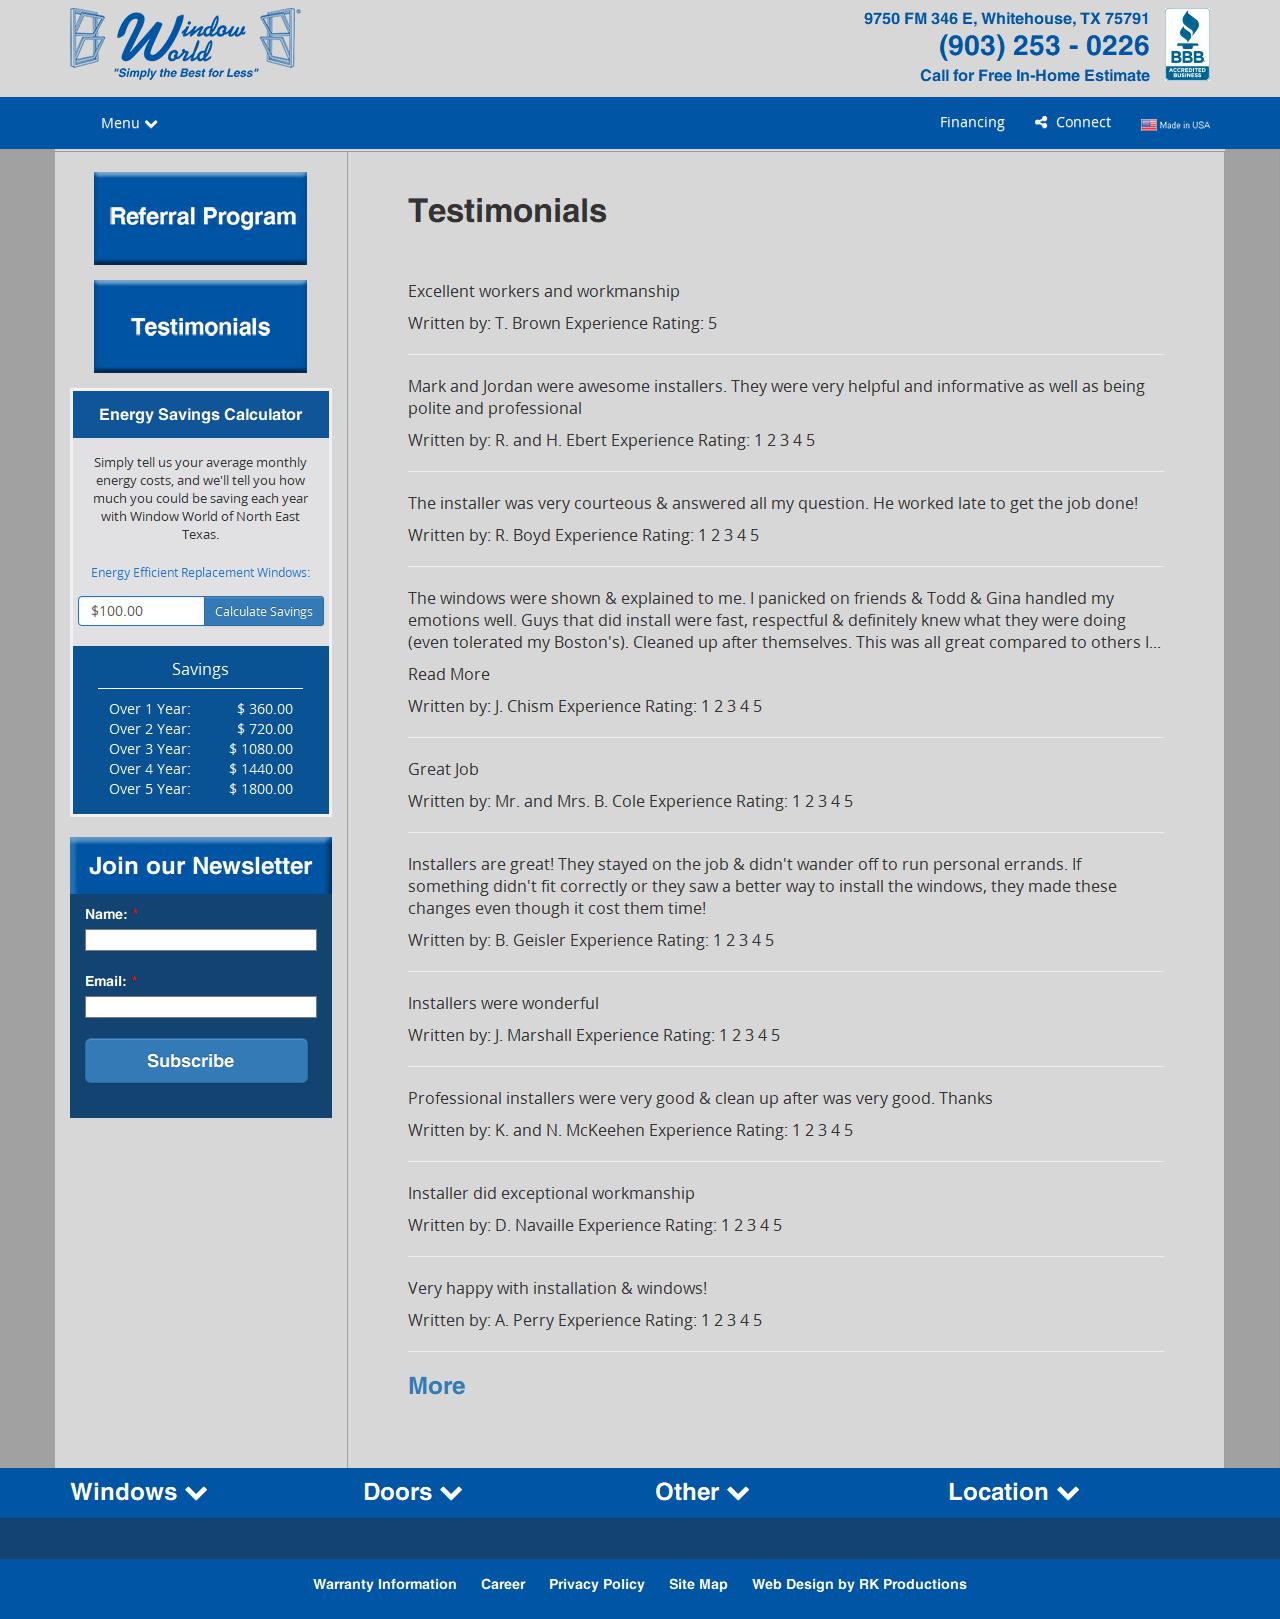 Window World®
"Simply the Best for Less"
9750 FM 346 E, Whitehouse, TX 75791
(903) 253 - 0226
Call for Free In-Home Estimate
BBB
ACCREDITED BUSINESS
Menu
Financing
Connect
Made in USA
Referral Program
Testimonials
Energy Savings Calculator
Simply tell us your average monthly
energy costs, and we'll tell you how
much you could be saving each year
with Window World of North East
Texas.
Energy Efficient Replacement Windows:
$100.00
Calculate Savings
Savings
Over 1 Year: $ 360.00
Over 2 Year: $ 720.00
Over 3 Year: $ 1080.00
Over 4 Year: $ 1440.00
Over 5 Year: $ 1800.00
Join our Newsletter
Name: *
Email: *
Subscribe
Testimonials
Excellent workers and workmanship
Written by: T. Brown Experience Rating: 5
Mark and Jordan were awesome installers. They were very helpful and informative as well as being
polite and professional
Written by: R. and H. Ebert Experience Rating: 1 2 3 4 5
The installer was very courteous & answered all my question. He worked late to get the job done!
Written by: R. Boyd Experience Rating: 1 2 3 4 5
The windows were shown & explained to me. I panicked on friends & Todd & Gina handled my
emotions well. Guys that did install were fast, respectful & definitely knew what they were doing
(even tolerated my Boston's). Cleaned up after themselves. This was all great compared to others I...
Read More
Written by: J. Chism Experience Rating: 1 2 3 4 5
Great Job
Written by: Mr. and Mrs. B. Cole Experience Rating: 1 2 3 4 5
Installers are great! They stayed on the job & didn't wander off to run personal errands. If
something didn't fit correctly or they saw a better way to install the windows, they made these
changes even though it cost them time!
Written by: B. Geisler Experience Rating: 1 2 3 4 5
Installers were wonderful
Written by: J. Marshall Experience Rating: 1 2 3 4 5
Professional installers were very good & clean up after was very good. Thanks
Written by: K. and N. McKeehen Experience Rating: 1 2 3 4 5
Installer did exceptional workmanship
Written by: D. Navaille Experience Rating: 1 2 3 4 5
Very happy with installation & windows!
Written by: A. Perry Experience Rating: 1 2 3 4 5
More
Windows
Doors
Other
Location
Warranty Information Career Privacy Policy Site Map Web Design by RK Productions